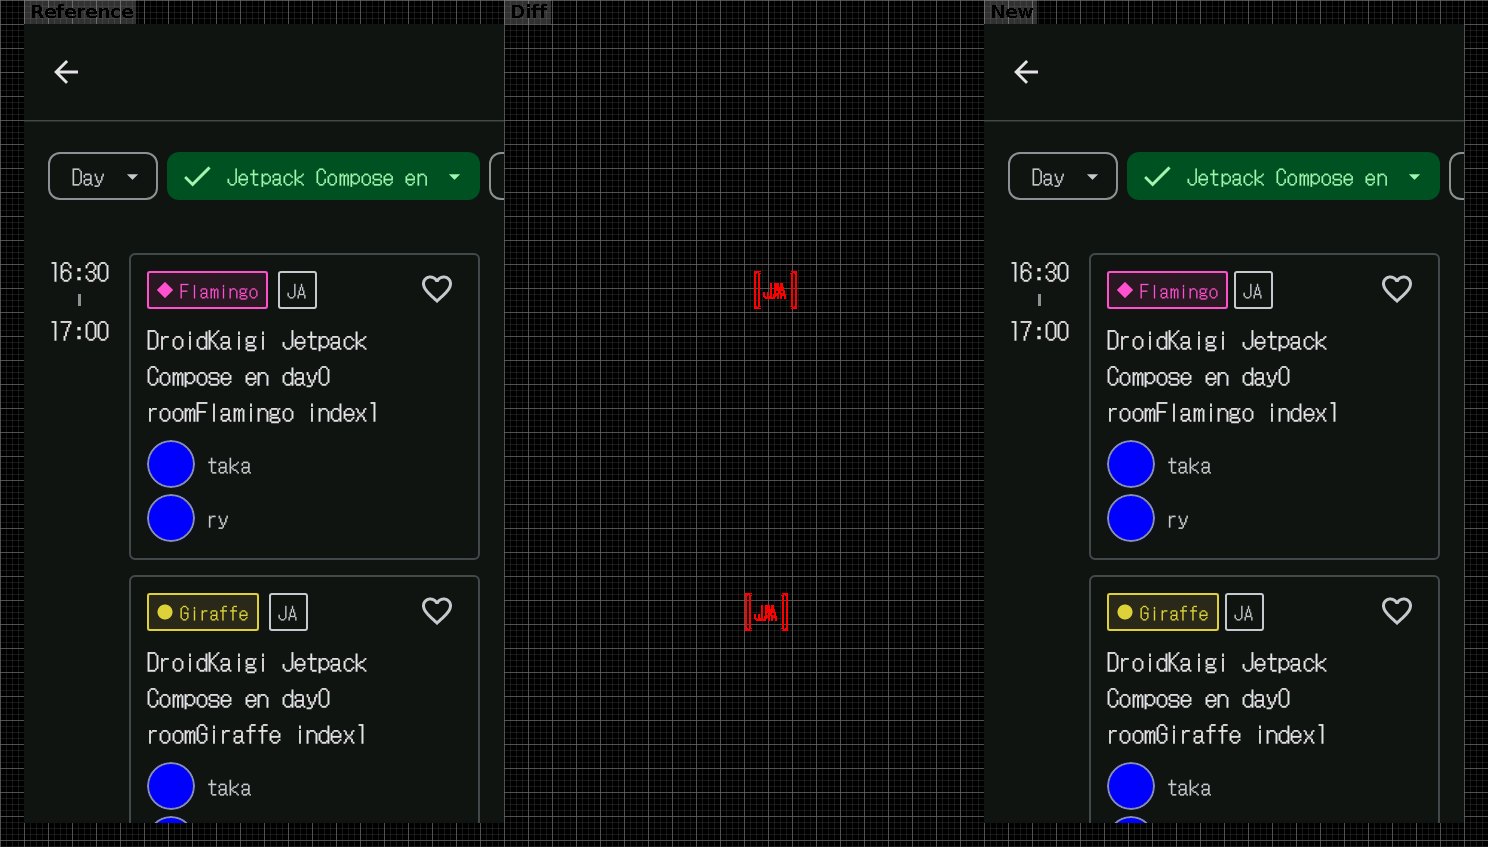 Reference
Diff
New
Day
Jetpack Compose en
16:30
17:00
Flamingo
JA
DroidKaigi Jetpack
Compose en day0
roomFlamingo index1
taka
ry
Giraffe
JA
DroidKaigi Jetpack
Compose en day0
roomGiraffe index1
taka
Day
Jetpack Compose en
16:30
17:00
Flamingo
JA
DroidKaigi Jetpack
Compose en day0
roomFlamingo index1
taka
ry
Giraffe
JA
DroidKaigi Jetpack
Compose en day0
roomGiraffe index1
taka